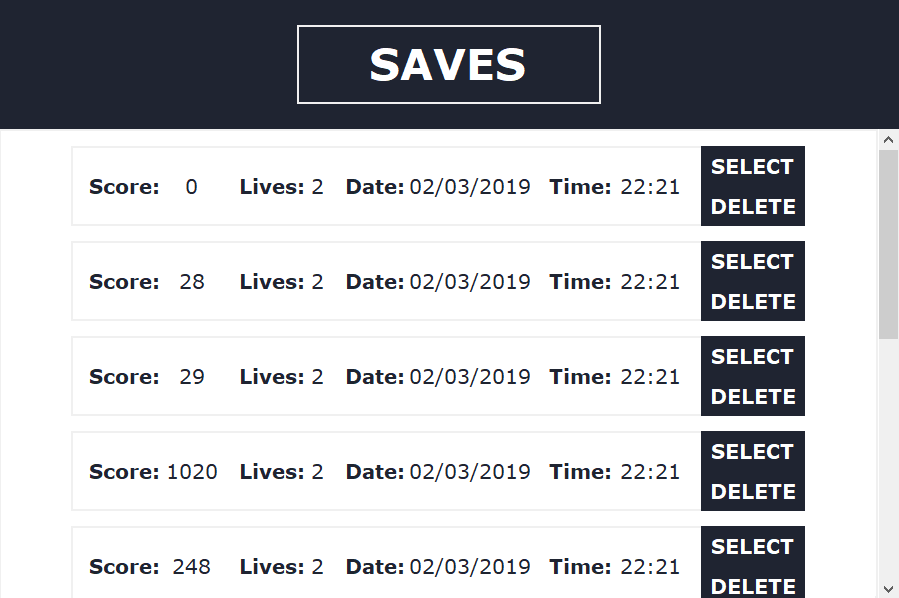 SAVES
Score: 0 Lives: 2 Date: 02/03/2019 Time: 22:21
SELECT
DELETE
Score: 28 Lives: 2 Date: 02/03/2019 Time: 22:21
SELECT
DELETE
Score: 29 Lives: 2 Date: 02/03/2019 Time: 22:21
SELECT
DELETE
Score: 1020 Lives: 2 Date: 02/03/2019 Time: 22:21
SELECT
DELETE
Score: 248 Lives: 2 Date: 02/03/2019 Time: 22:21
SELECT
DELETE